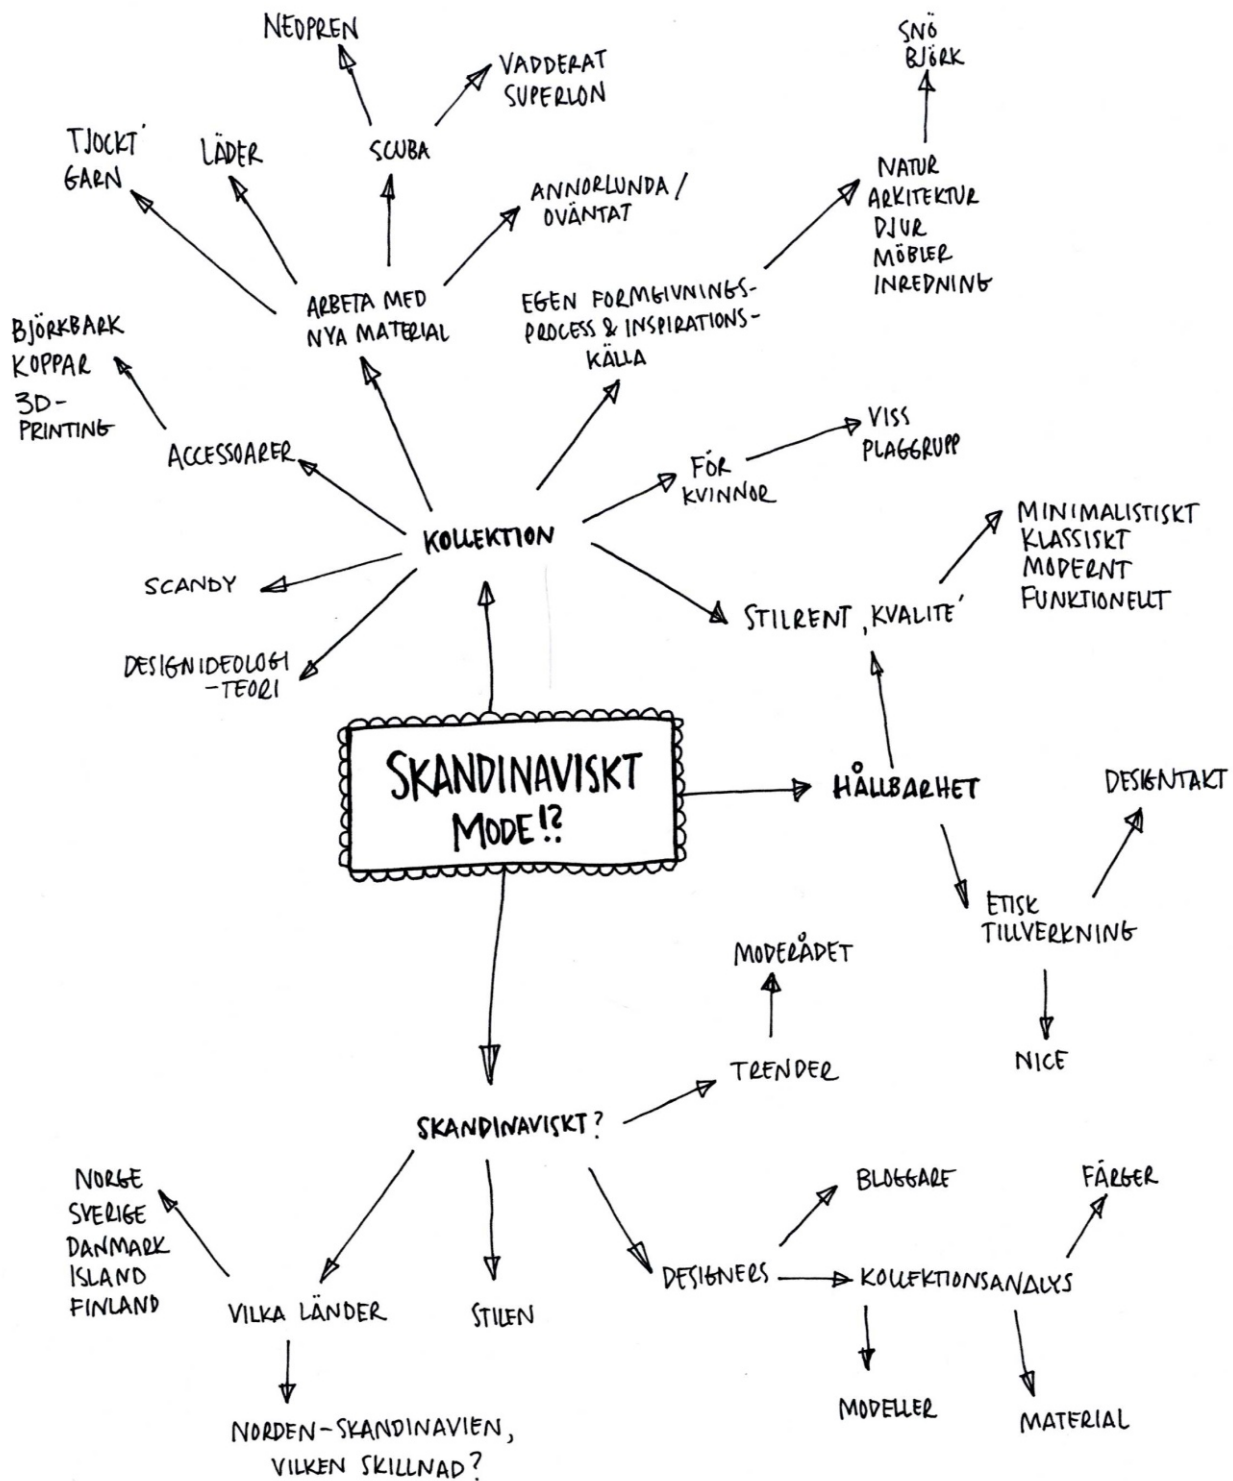 NEOPREN
VADDERAT
SUPERLON
SNÖ
BJÖRK
TJOCKT
GARN
LÄDER
SCUBA
ANNORLUNDA/
OVÄNTAT
NATUR
ARKITEKTUR
DJUR
MÖBLER
INREDNING
ARBETA MED
NYA MATERIAL
EGEN FORMGIVNINGS-
PROCESS & INSPIRATIONS-
KÄLLA
BJÖRKBARK
KOPPAR
3D-
PRINTING
ACCESSOARER
FÖR
KVINNOR
VISS
PLAGGRUPP
KOLLEKTION
MINIMALISTISKT
KLASSISKT
MODERNT
FUNKTIONELLT
SCANDY
STILRENT, KVALITÉ
DESIGNIDEOLOGI
-TEORI
SKANDINAVISKT
MODE!?
HÅLLBARHET
DESIGNTAKT
ETISK
TILLVERKNING
MODERÅDET
NICE
TRENDER
SKANDINAVISKT?
NORGE
SVERIGE
DANMARK
ISLAND
FINLAND
VILKA LÄNDER
STILEN
DESIGNERS
BLOGGARE
KOLLEKTIONSANALYS
FÄRGER
MODELLER
MATERIAL
NORDEN-SKANDINAVIEN,
VILKEN SKILLNAD?